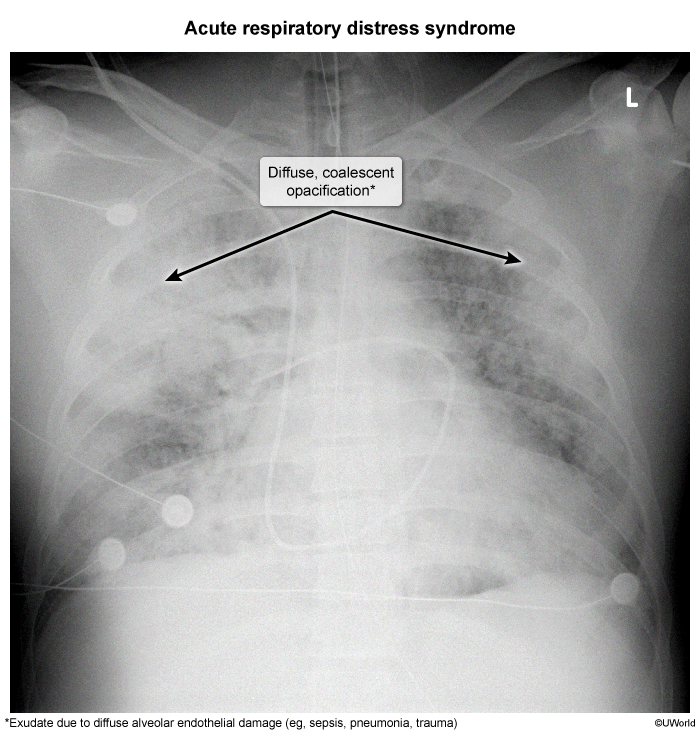 Acute respiratory distress syndrome
L
Diffuse, coalescent
opacification*
*Exudate due to diffuse alveolar endothelial damage (eg, sepsis, pneumonia, trauma)
©UWorld